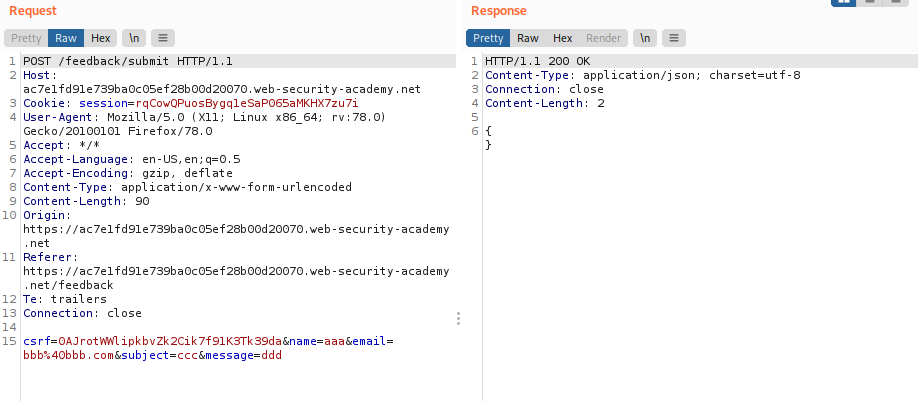 Request
Pretty Raw Hex \n
1 POST /feedback/submit HTTP/1.1
2 Host:
ac7e1fd91e739ba0c05ef28b00d20070.web-security-academy.net
3 Cookie: session=rqCowQPuosBygqleSaP065aMKHX7zu7i
4 User-Agent: Mozilla/5.0 (X11; Linux x86_64; rv:78.0)
Gecko/20100101 Firefox/78.0
5 Accept: */*
6 Accept-Language: en-US,en;q=0.5
7 Accept-Encoding: gzip, deflate
8 Content-Type: application/x-www-form-urlencoded
9 Content-Length: 90
10 Origin:
https://ac7e1fd91e739ba0c05ef28b00d20070.web-security-academy
.net
11 Referer:
https://ac7e1fd91e739ba0c05ef28b00d20070.web-security-academy
.net/feedback
12 Te: trailers
13 Connection: close
14
15 csrf=0AJrotWWlipkbvZk2Cik7f91K3Tk39da&name=aaa&email=
bbb%40bbb.com&subject=ccc&message=ddd
Response
Pretty Raw Hex Render \n
1 HTTP/1.1 200 OK
2 Content-Type: application/json; charset=utf-8
3 Connection: close
4 Content-Length: 2
5
6 {
}